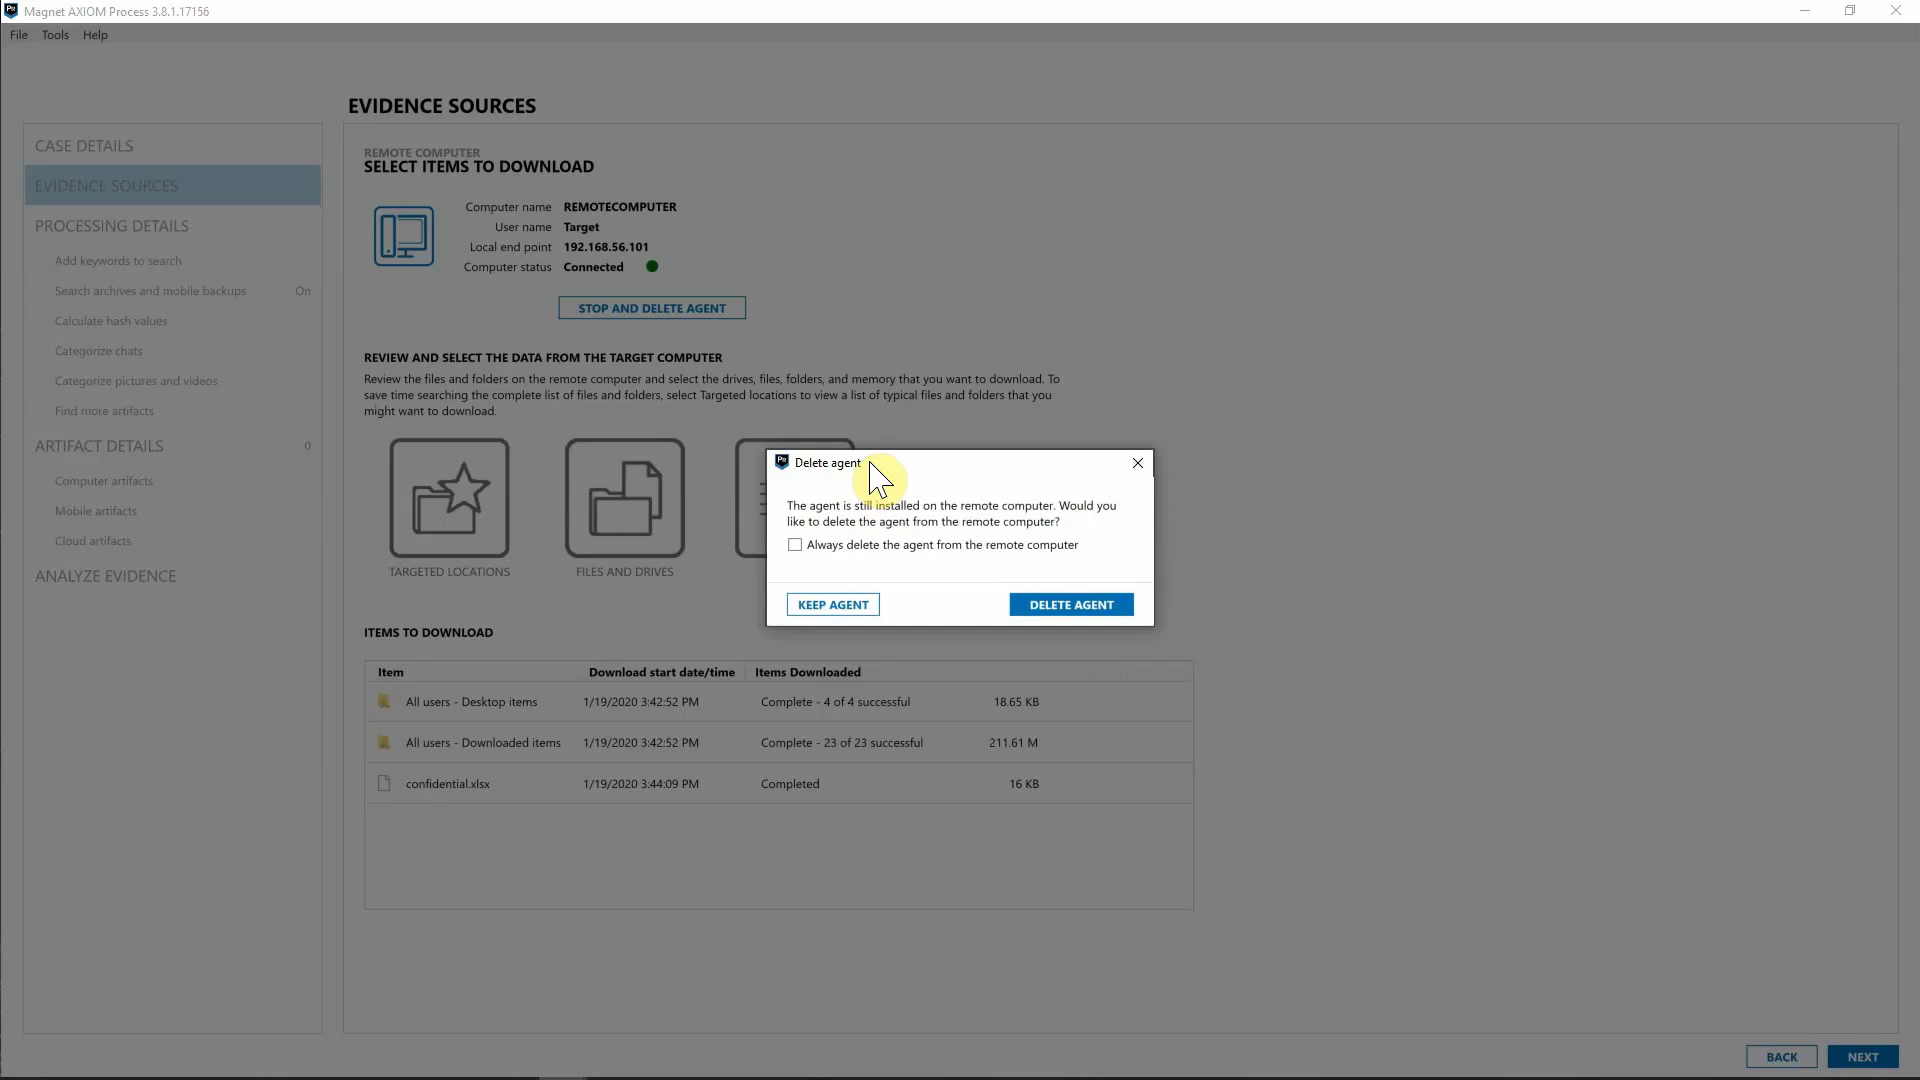 Magnet AXIOM Process 3.8.1.17156
File Tools Help
EVIDENCE SOURCES
CASE DETAILS
EVIDENCE SOURCES
PROCESSING DETAILS
Add keywords to search
Search archives and mobile backups On
Calculate hash values
Categorize chats
Categorize pictures and videos
Find more artifacts
ARTIFACT DETAILS 0
Computer artifacts
Mobile artifacts
Cloud artifacts
ANALYZE EVIDENCE
REMOTE COMPUTER
SELECT ITEMS TO DOWNLOAD
Computer name REMOTECOMPUTER
User name Target
Local end point 192.168.56.101
Computer status Connected
STOP AND DELETE AGENT
REVIEW AND SELECT THE DATA FROM THE TARGET COMPUTER
Review the files and folders on the remote computer and select the drives, files, folders, and memory that you want to download. To
save time searching the complete list of files and folders, select Targeted locations to view a list of typical files and folders that you
might want to download.
TARGETED LOCATIONS
FILES AND DRIVES
Delete agent
The agent is still installed on the remote computer. Would you
like to delete the agent from the remote computer?
Always delete the agent from the remote computer
KEEP AGENT
DELETE AGENT
ITEMS TO DOWNLOAD
Item Download start date/time Items Downloaded
All users - Desktop items 1/19/2020 3:42:52 PM Complete - 4 of 4 successful 18.65 KB
All users - Downloaded items 1/19/2020 3:42:52 PM Complete - 23 of 23 successful 211.61 M
confidential.xlsx 1/19/2020 3:44:09 PM Completed 16 KB
BACK
NEXT